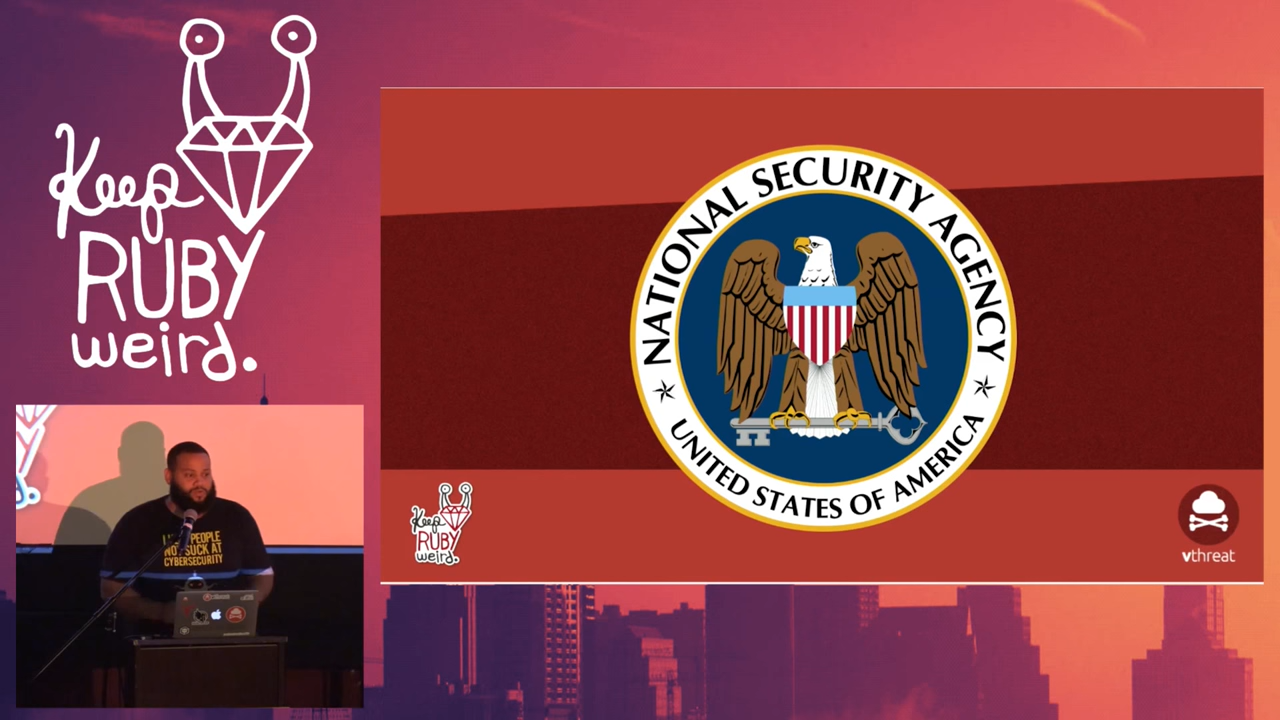 Keep
RUBY
weird.
NATIONAL SECURITY AGENCY
UNITED STATES OF AMERICA
Keep
RUBY
weird.
vthreat
PEOPLE
SUCK AT
CYBERSECURITY